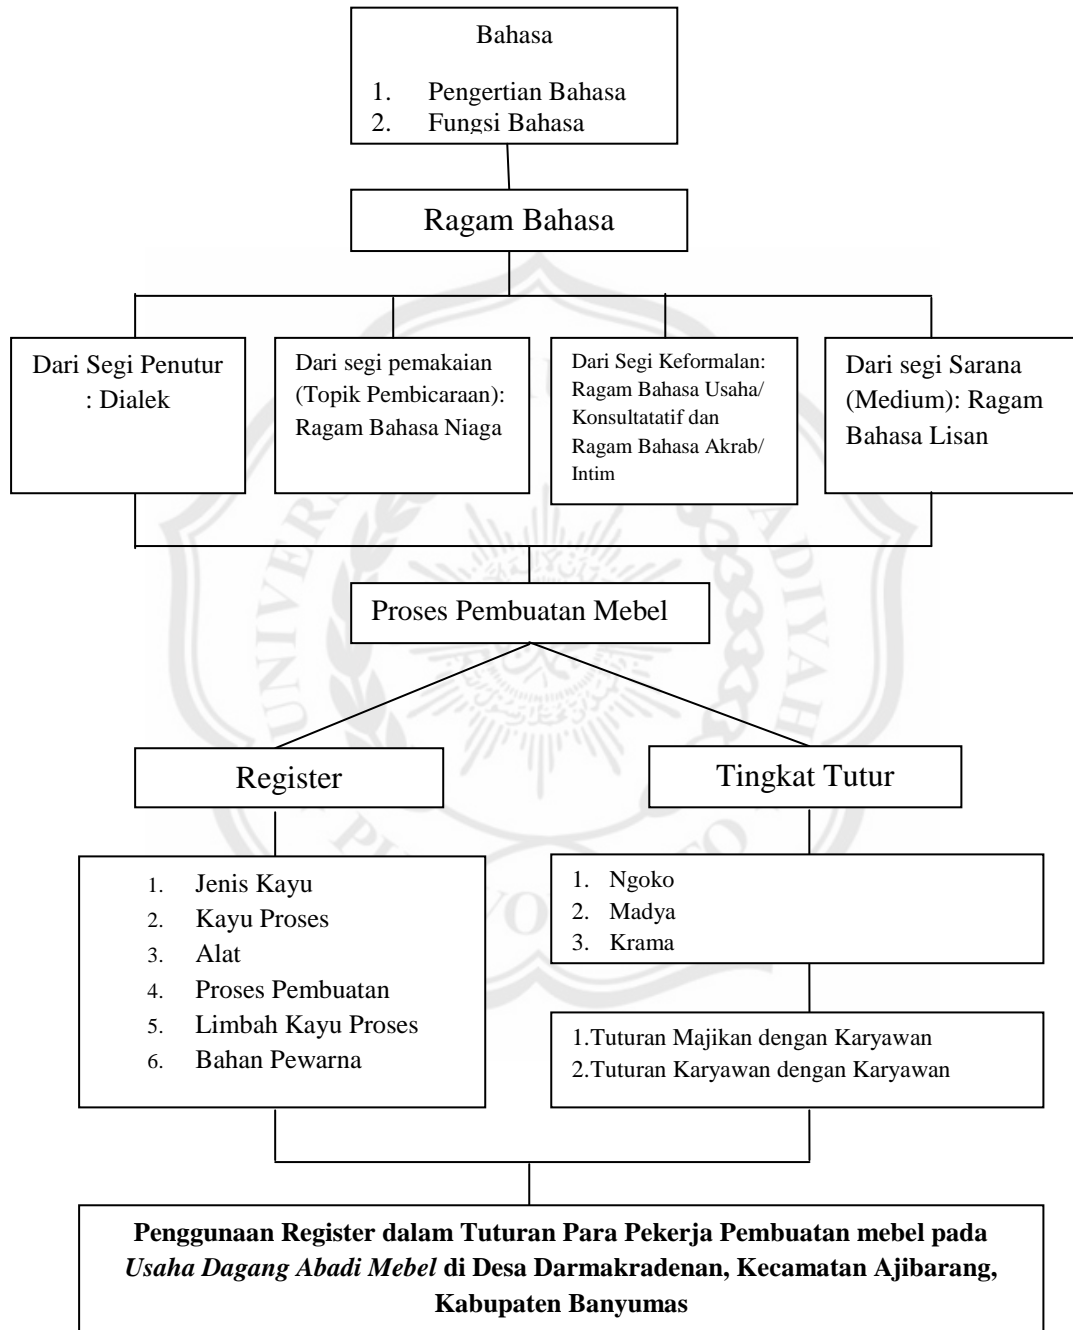 Bahasa
1. Pengertian Bahasa
2. Fungsi Bahasa
Ragam Bahasa
Dari Segi Penutur
: Dialek
Dari segi pemakaian
(Topik Pembicaraan):
Ragam Bahasa Niaga
Dari Segi Keformalan:
Ragam Bahasa Usaha/
Konsultatatif dan
Ragam Bahasa Akrab/
Intim
Dari segi Sarana
(Medium): Ragam
Bahasa Lisan
Proses Pembuatan Mebel
Register
Tingkat Tutur
1. Jenis Kayu
2. Kayu Proses
3. Alat
4. Proses Pembuatan
5. Limbah Kayu Proses
6. Bahan Pewarna
1. Ngoko
2. Madya
3. Krama
1.Tuturan Majikan dengan Karyawan
2.Tuturan Karyawan dengan Karyawan
Penggunaan Register dalam Tuturan Para Pekerja Pembuatan mebel pada
Usaha Dagang Abadi Mebel di Desa Darmakradenan, Kecamatan Ajibarang,
Kabupaten Banyumas